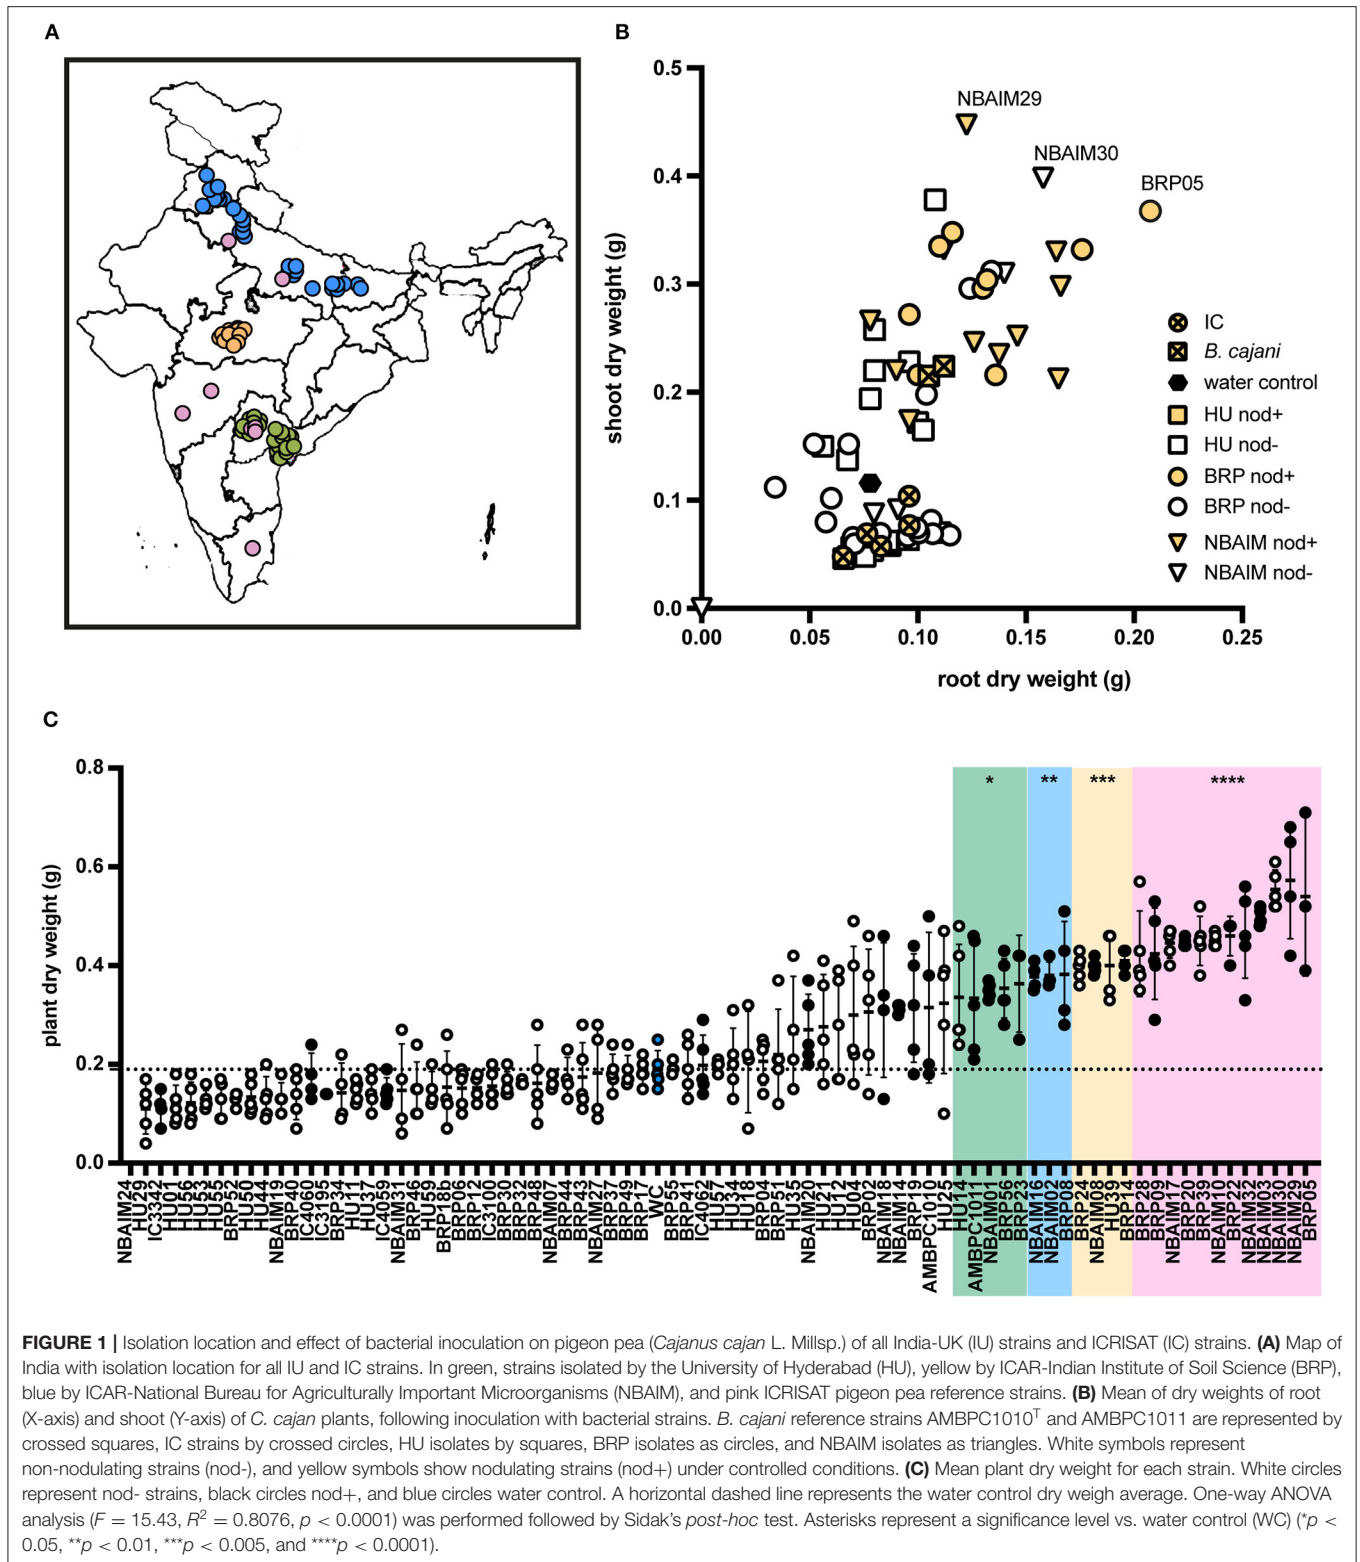 A
B
0.5
0.4
0.3
0.2
0.1
0.0
shoot dry weight (g)
NBAIM29
NBAIM30
BRP05
IC
B. cajani
water control
HU nod+
HU nod-
BRP nod+
BRP nod-
NBAIM nod+
NBAIM nod-
0.00 0.05 0.10 0.15 0.20 0.25
root dry weight (g)
C
0.8
0.6
0.4
0.2
0.0
plant dry weight (g)
*
**
***
****
NBAIM24
HU29
IC3342
HU01
HU56
HU53
HU55
BRP52
HU50
HU44
NBAIM19
BRP40
IC4060
IC3195
BRP34
HU11
HU37
IC4059
NBAIM31
HU46
HU59
BRP18b
BRP06
BRP12
IC3100
BRP30
BRP32
BRP48
NBAIM07
BRP44
BRP43
NBAIM27
BRP37
BRP49
BRP17
WC
BRP55
BRP41
IC4062
HU57
HU34
HU18
BRP04
BRP51
HU35
NBAIM20
HU21
HU12
HU04
BRP02
NBAIM18
NBAIM14
BRP19
AMBPC1010
HU25
HU14
AMBPC1011
NBAIM01
BRP56
BRP23
NBAIM16
NBAIM02
BRP08
BRP24
NBAIM05
HU39
BRP14
BRP28
BRP09
NBAIM17
BRP20
BRP39
NBAIM10
BRP22
NBAIM32
NBAIM03
NBAIM30
NBAIM29
BRP05
FIGURE 1 | Isolation location and effect of bacterial inoculation on pigeon pea (Cajanus cajan L. Millsp.) of all India-UK (IU) strains and ICRISAT (IC) strains. (A) Map of
India with isolation location for all IU and IC strains. In green, strains isolated by the University of Hyderabad (HU), yellow by ICAR-Indian Institute of Soil Science (BRP),
blue by ICAR-National Bureau for Agriculturally Important Microorganisms (NBAIM), and pink ICRISAT pigeon pea reference strains. (B) Mean of dry weights of root
(X-axis) and shoot (Y-axis) of C. cajan plants, following inoculation with bacterial strains. B. cajani reference strains AMBPC1010ᵀ and AMBPC1011 are represented by
crossed squares, IC strains by crossed circles, HU isolates by squares, BRP isolates as circles, and NBAIM isolates as triangles. White symbols represent
non-nodulating strains (nod-), and yellow symbols show nodulating strains (nod+) under controlled conditions. (C) Mean plant dry weight for each strain. White circles
represent nod- strains, black circles nod+, and blue circles water control. A horizontal dashed line represents the water control dry weigh average. One-way ANOVA
analysis (F = 15.43, R² = 0.8076, p < 0.0001) was performed followed by Sidak's post-hoc test. Asterisks represent a significance level vs. water control (WC) (*p <
0.05, **p < 0.01, ***p < 0.005, and ****p < 0.0001).